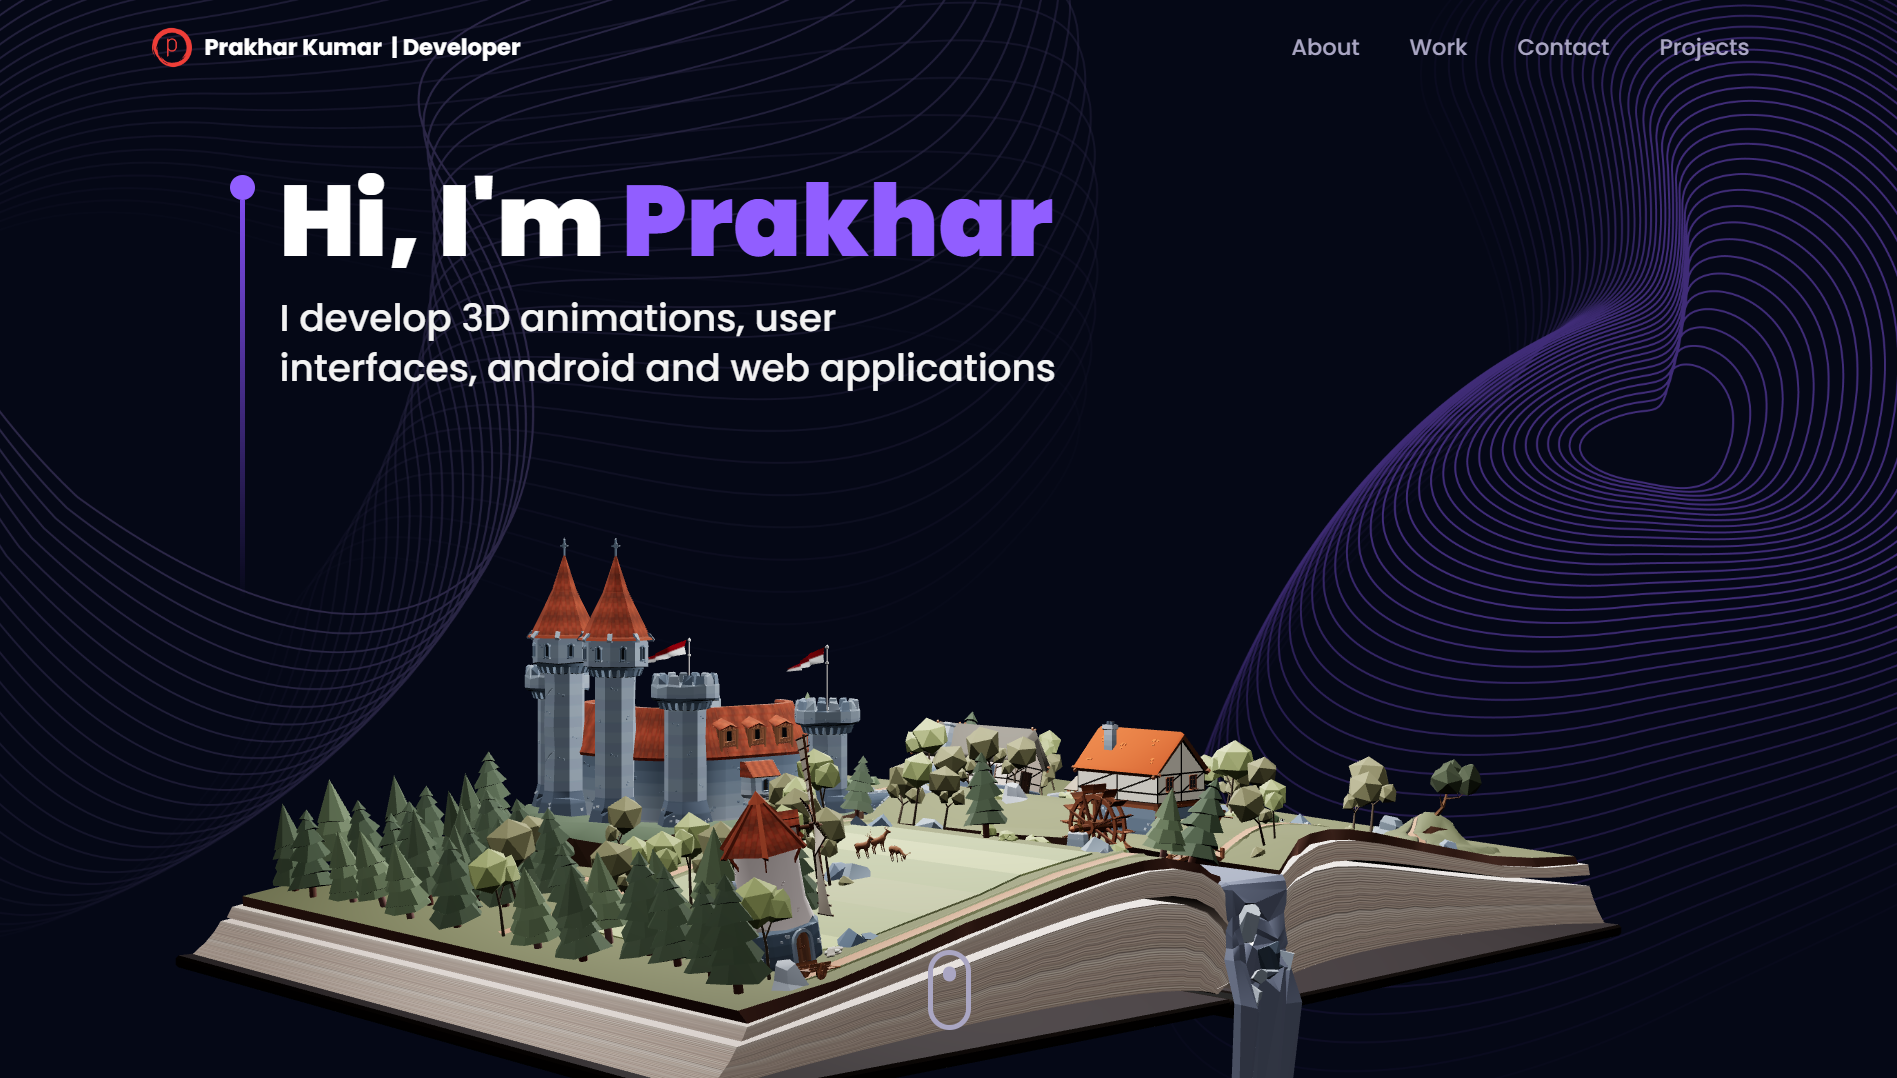 p Prakhar Kumar | Developer
About Work Contact Projects
Hi, I'm Prakhar
I develop 3D animations, user
interfaces, android and web applications